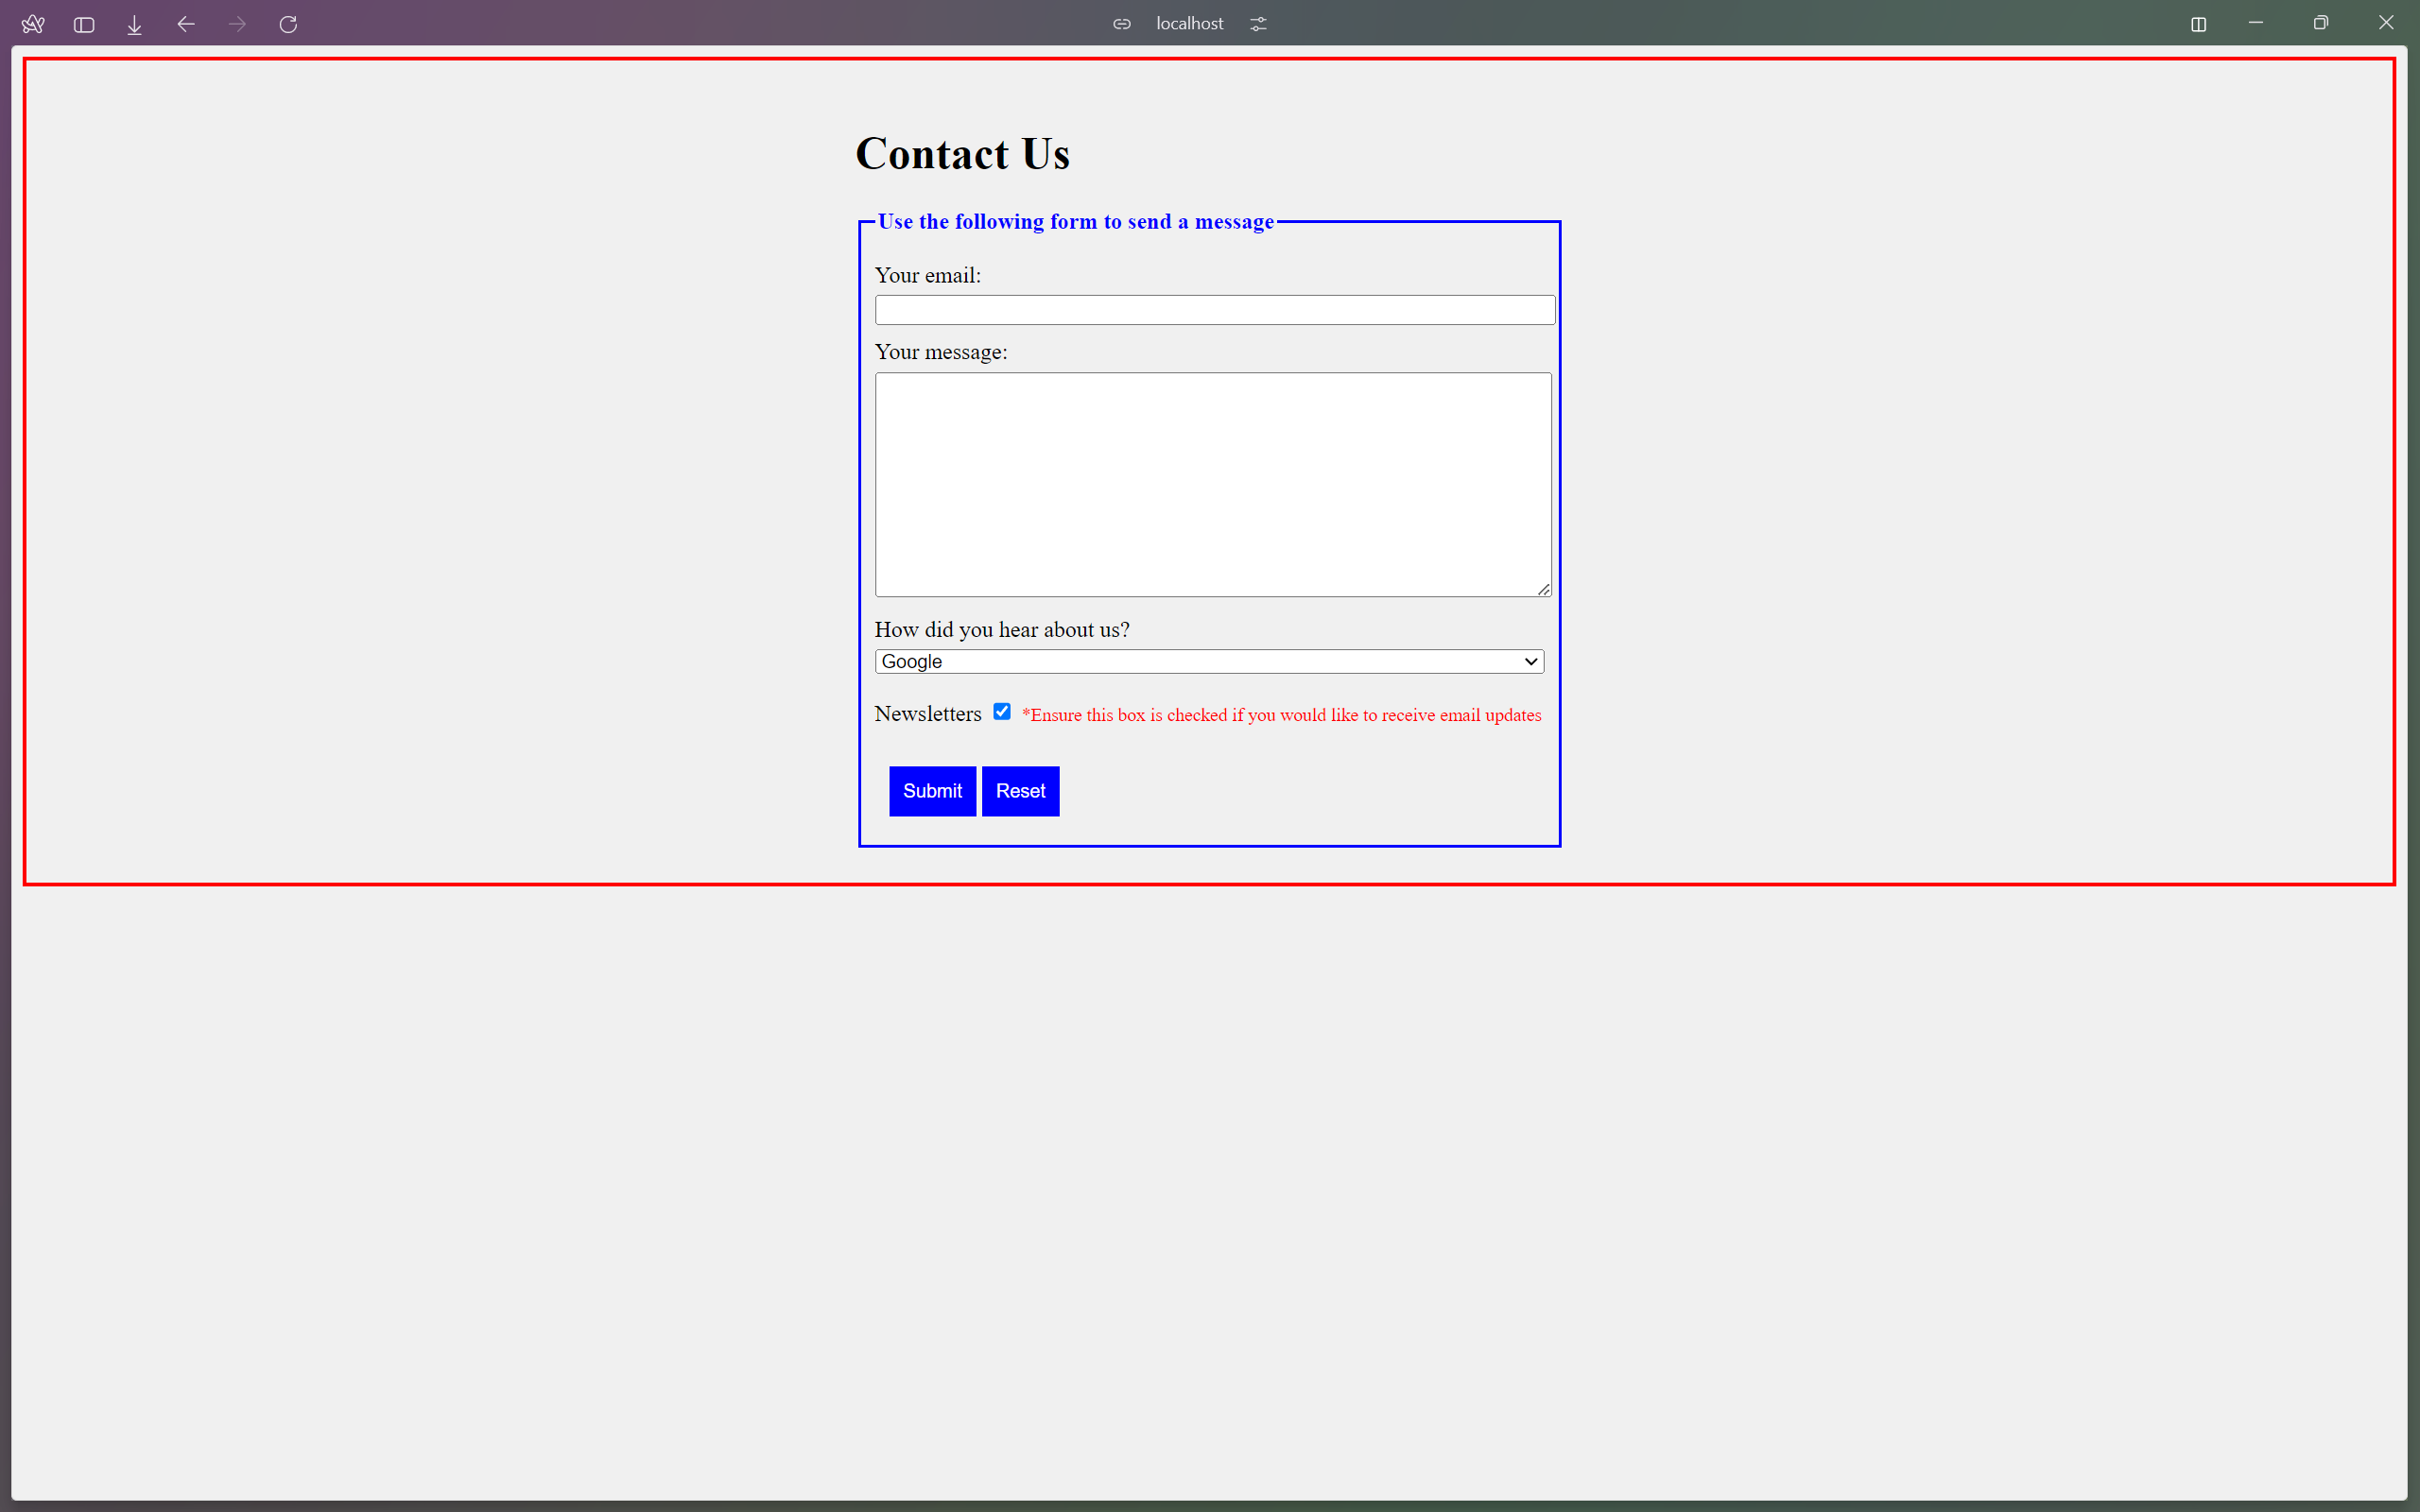 localhost
Contact Us
Use the following form to send a message
Your email:
Your message:
How did you hear about us?
Google
Newsletters *Ensure this box is checked if you would like to receive email updates
Submit Reset